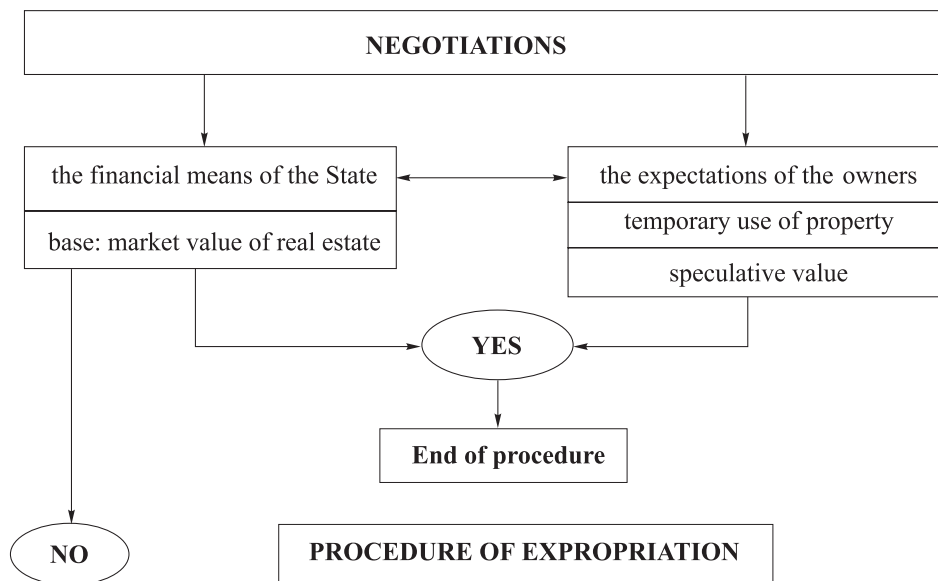 NEGOTIATIONS
the financial means of the State
base: market value of real estate
the expectations of the owners
temporary use of property
speculative value
YES
End of procedure
NO
PROCEDURE OF EXPROPRIATION